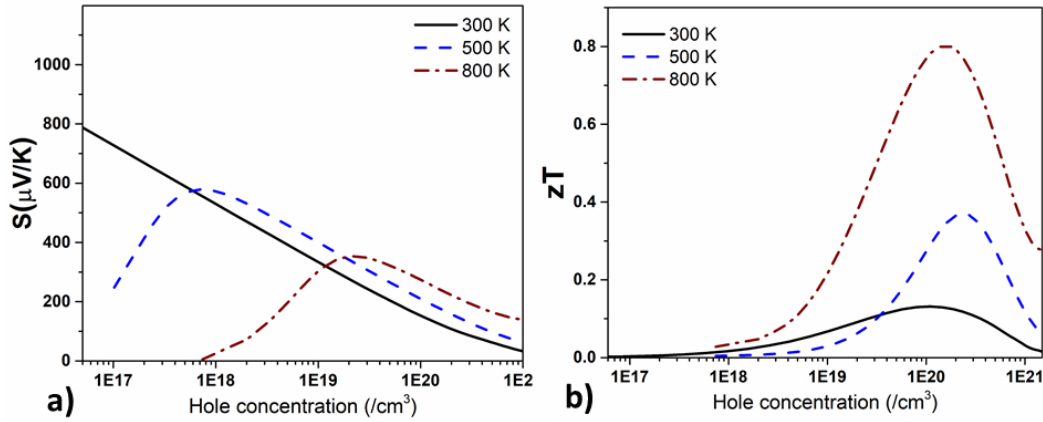 300 K
500 K
800 K
S(μV/K)
1000
800
600
400
200
0
1E17
1E18
1E19
1E20
1E2
Hole concentration (/cm³)
a)
300 K
500 K
800 K
zT
0.8
0.6
0.4
0.2
0.0
1E17
1E18
1E19
1E20
1E21
Hole concentration (/cm³)
b)